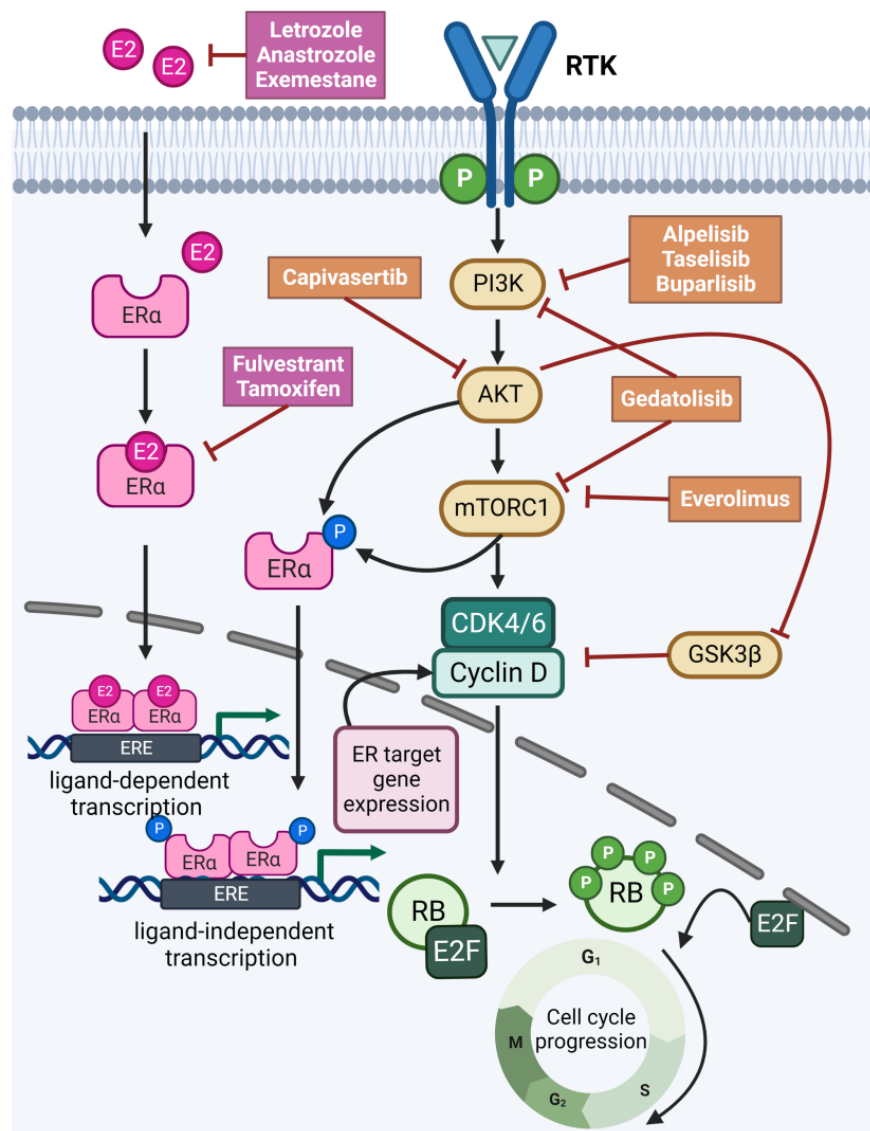 E2
E2
Letrozole
Anastrozole
Exemestane
RTK
P
P
E2
ERα
Capivasertib
PI3K
Alpelisib
Taselisib
Buparlisib
Fulvestrant
Tamoxifen
AKT
Gedatolisib
E2
ERα
mTORC1
Everolimus
P
ERα
CDK4/6
Cyclin D
GSK3β
E2
E2
ERα
ERα
ERE
ligand-dependent
transcription
ER target
gene
expression
P
P
ERα
ERα
ERE
ligand-independent
transcription
RB
E2F
P
P
P
P
RB
E2F
G₁
Cell cycle
progression
M
S
G₂